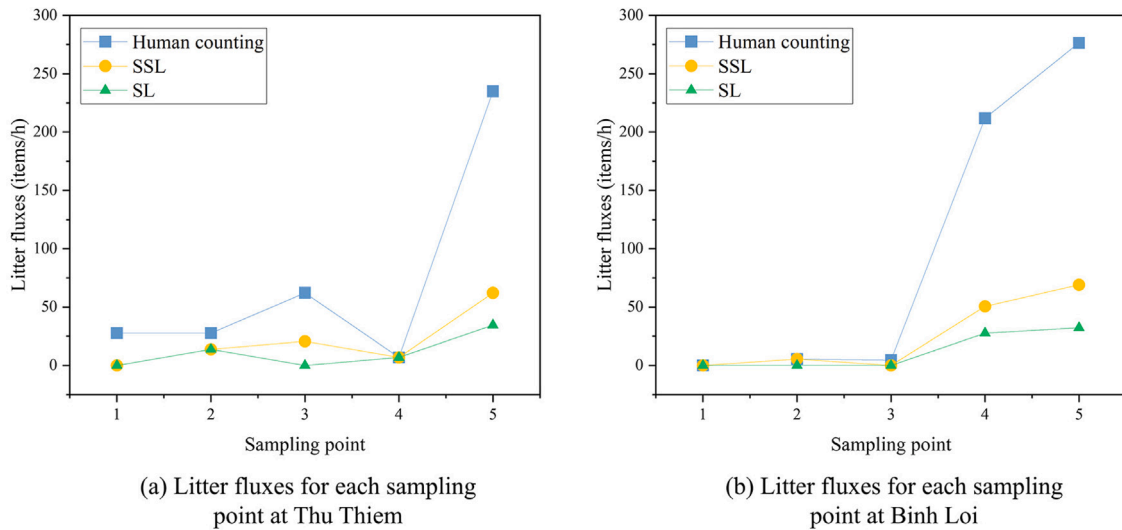 300
250
200
150
100
50
0
Litter fluxes (items/h)
Human counting
SSL
SL
1 2 3 4 5
Sampling point
(a) Litter fluxes for each sampling
point at Thu Thiem
300
250
200
150
100
50
0
Litter fluxes (items/h)
Human counting
SSL
SL
1 2 3 4 5
Sampling point
(b) Litter fluxes for each sampling
point at Binh Loi